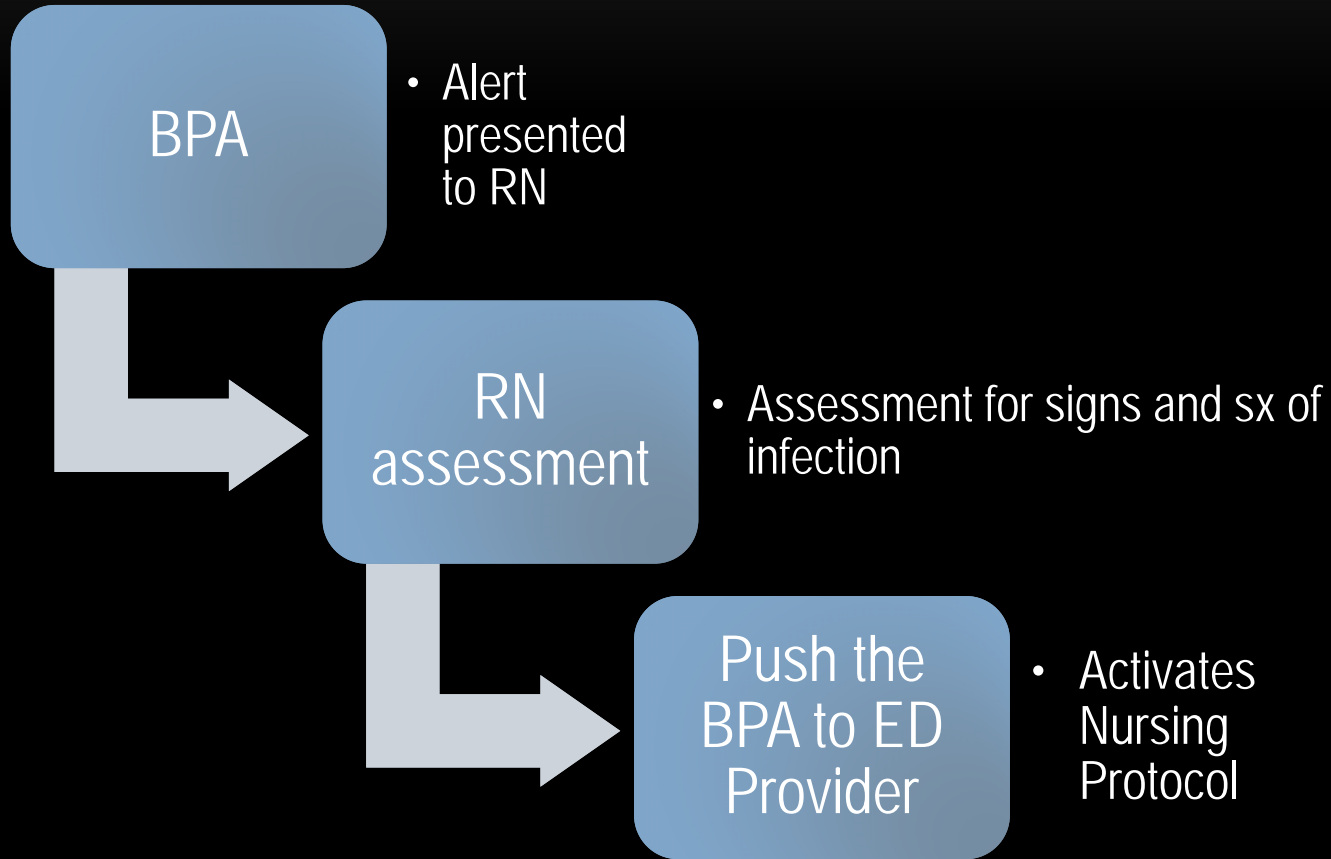 BPA
• Alert
presented
to RN
RN
assessment
• Assessment for signs and sx of
infection
Push the
BPA to ED
Provider
• Activates
Nursing
Protocol